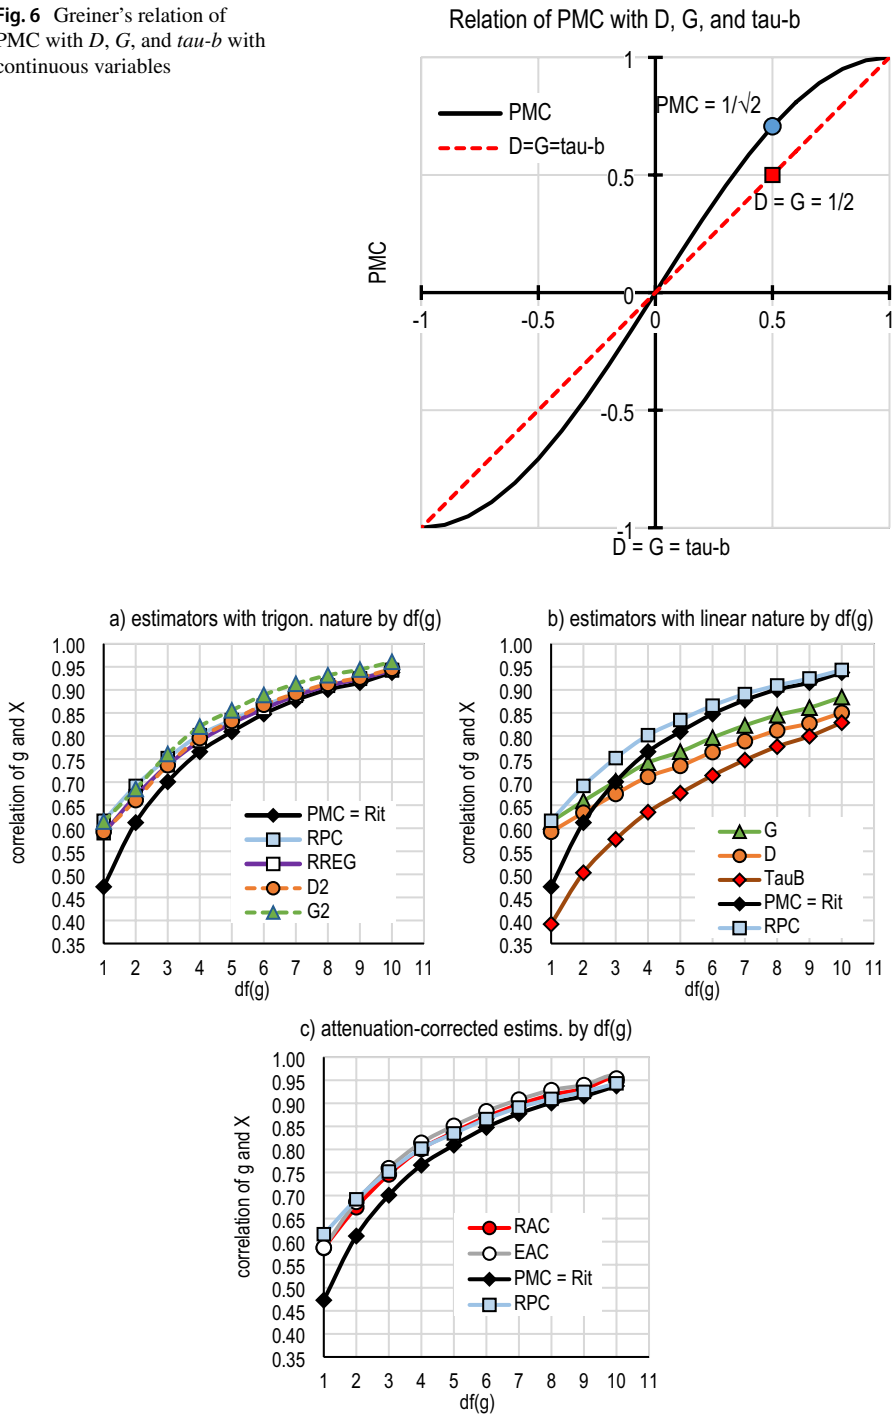 Fig. 6 Greiner's relation of
PMC with D, G, and tau-b with
continuous variables
Relation of PMC with D, G, and tau-b
1
PMC = 1/√2
PMC
D=G=tau-b
0.5
D = G = 1/2
PMC
0
-1
-0.5
0
0.5
1
-0.5
-1
D = G = tau-b
a) estimators with trigon. nature by df(g)
correlation of g and X
1.00
0.95
0.90
0.85
0.80
0.75
0.70
0.65
0.60
0.55
0.50
0.45
0.40
0.35
PMC = Rit
RPC
RREG
D2
G2
1 2 3 4 5 6 7 8 9 10 11
df(g)
b) estimators with linear nature by df(g)
correlation of g and X
1.00
0.95
0.90
0.85
0.80
0.75
0.70
0.65
0.60
0.55
0.50
0.45
0.40
0.35
G
D
TauB
PMC = Rit
RPC
1 2 3 4 5 6 7 8 9 10 11
df(g)
c) attenuation-corrected estims. by df(g)
correlation of g and X
1.00
0.95
0.90
0.85
0.80
0.75
0.70
0.65
0.60
0.55
0.50
0.45
0.40
0.35
RAC
EAC
PMC = Rit
RPC
1 2 3 4 5 6 7 8 9 10 11
df(g)